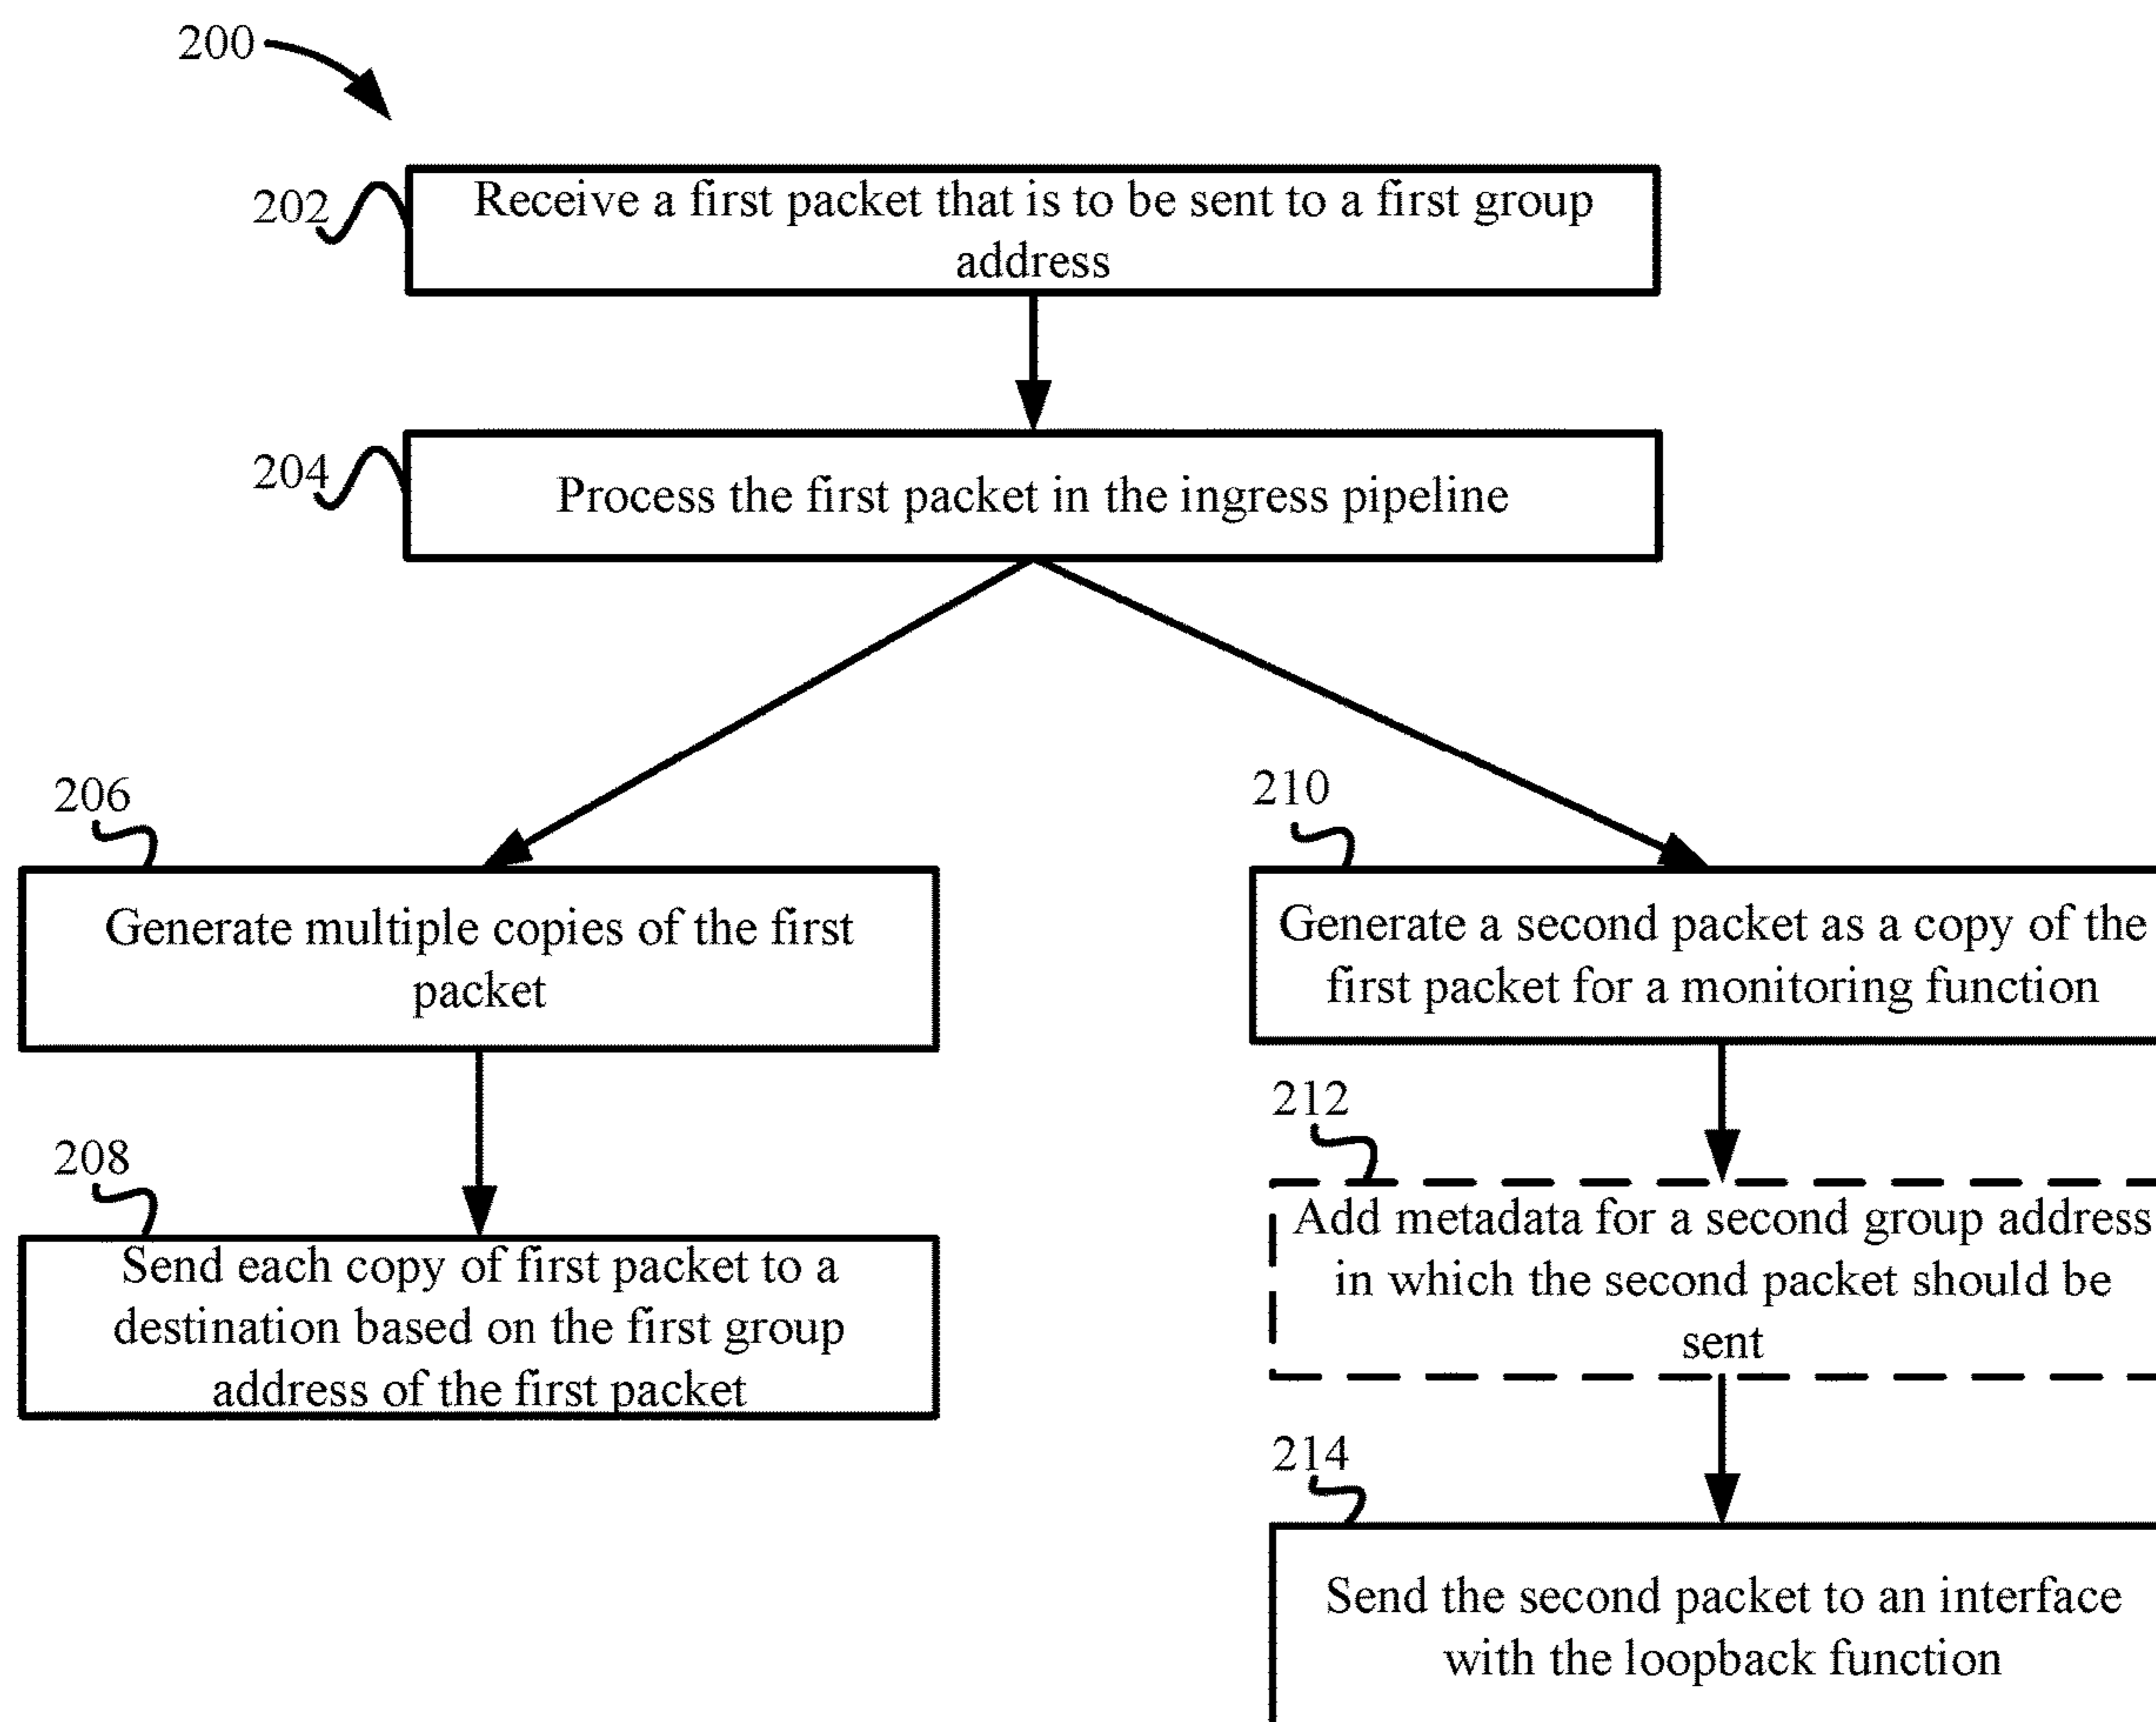 200
202
Receive a first packet that is to be sent to a first group
address
204
Process the first packet in the ingress pipeline
206
Generate multiple copies of the first
packet
208
Send each copy of first packet to a
destination based on the first group
address of the first packet
210
Generate a second packet as a copy of the
first packet for a monitoring function
212
Add metadata for a second group address
in which the second packet should be
sent
214
Send the second packet to an interface
with the loopback function